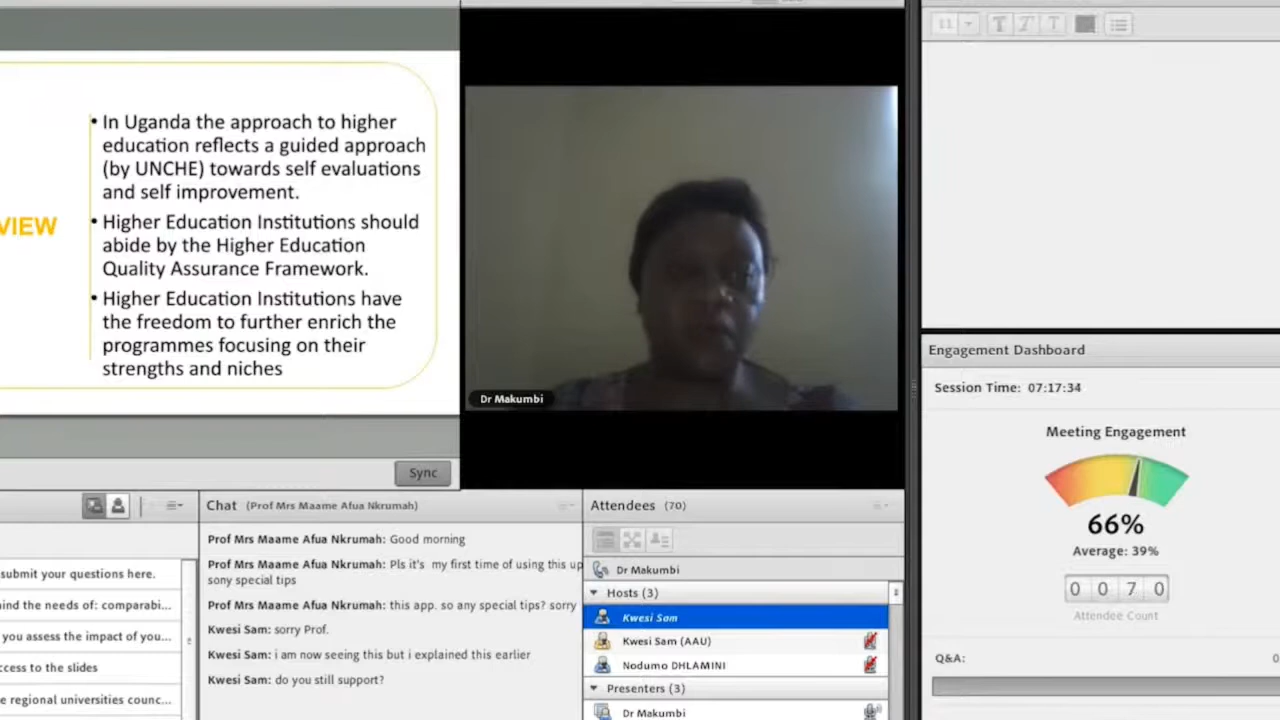 VIEW
• In Uganda the approach to higher
education reflects a guided approach
(by UNCHE) towards self evaluations
and self improvement.
• Higher Education Institutions should
abide by the Higher Education
Quality Assurance Framework.
• Higher Education Institutions have
the freedom to further enrich the
programmes focusing on their
strengths and niches
Sync
Dr Makumbi
submit your questions here.
ind the needs of: comparabi...
you assess the impact of you...
ccess to the slides
e regional universities counc...
Chat (Prof Mrs Maame Afua Nkrumah)
Prof Mrs Maame Afua Nkrumah: Good morning
Prof Mrs Maame Afua Nkrumah: Pls it's my first time of using this up
sony special tips
Prof Mrs Maame Afua Nkrumah: this app. so any special tips? sorry
Kwesi Sam: sorry Prof.
Kwesi Sam: i am now seeing this but i explained this earlier
Kwesi Sam: do you still support?
Attendees (70)
Dr Makumbi
Hosts (3)
Kwesi Sam
Kwesi Sam (AAU)
Nodumo DHLAMINI
Presenters (3)
Dr Makumbi
11
T T T
Engagement Dashboard
Session Time: 07:17:34
Meeting Engagement
66%
Average: 39%
0 0 7 0
Attendee Count
Q&A:
0